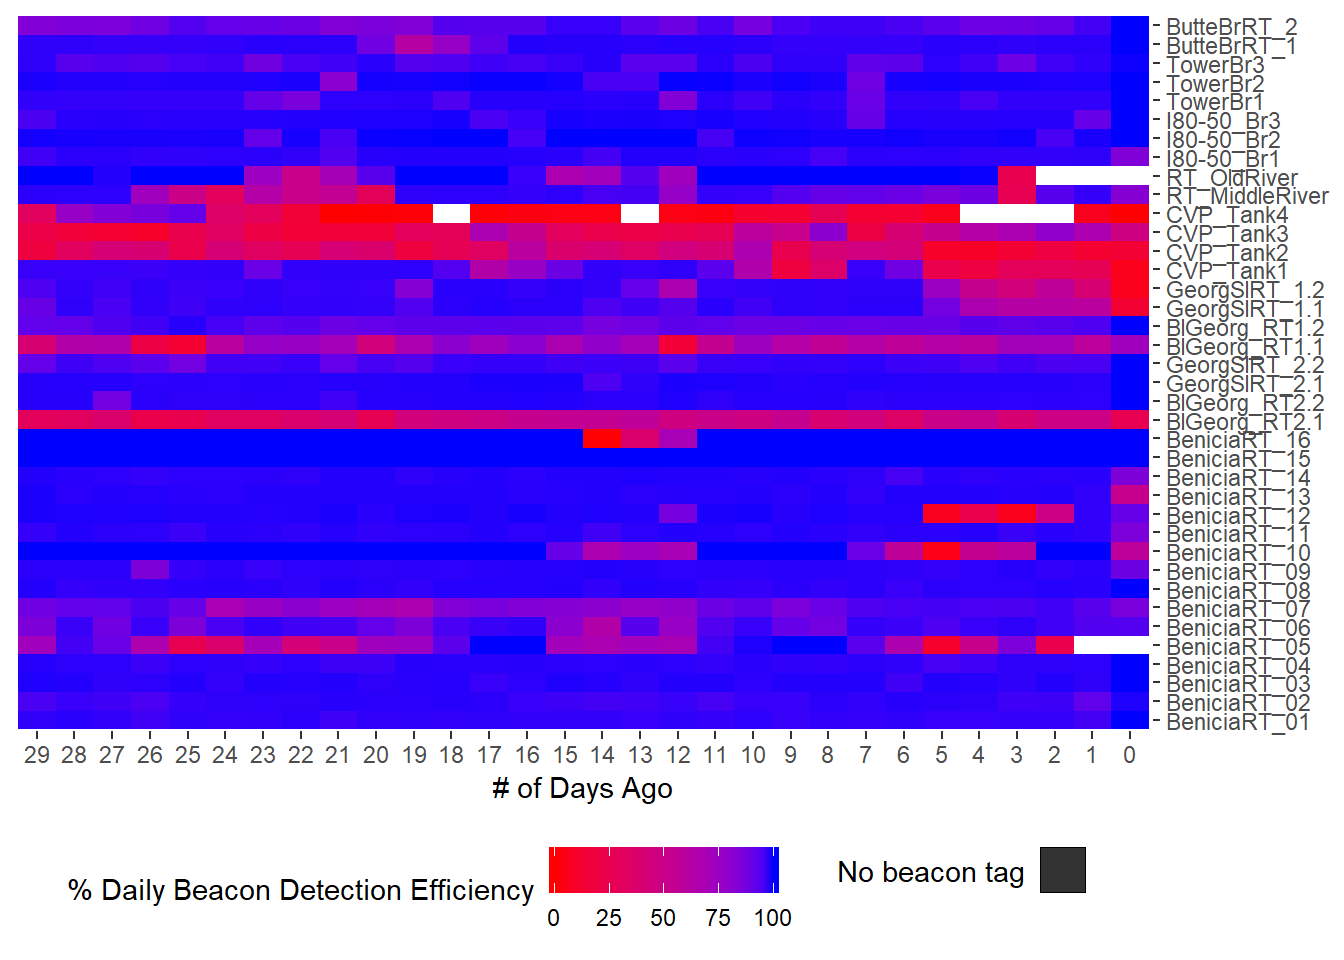 ButteBrRT_2
ButteBrRT_1
TowerBr3
TowerBr2
TowerBr1
I80-50_Br3
I80-50_Br2
I80-50_Br1
RT_OldRiver
RT_MiddleRiver
CVP_Tank4
CVP_Tank3
CVP_Tank2
CVP_Tank1
GeorgSlRT_1.2
GeorgSlRT_1.1
BlGeorg_RT1.2
BlGeorg_RT1.1
GeorgSlRT_2.2
GeorgSlRT_2.1
BlGeorg_RT2.2
BlGeorg_RT2.1
BeniciaRT_16
BeniciaRT_15
BeniciaRT_14
BeniciaRT_13
BeniciaRT_12
BeniciaRT_11
BeniciaRT_10
BeniciaRT_09
BeniciaRT_08
BeniciaRT_07
BeniciaRT_06
BeniciaRT_05
BeniciaRT_04
BeniciaRT_03
BeniciaRT_02
BeniciaRT_01
29 28 27 26 25 24 23 22 21 20 19 18 17 16 15 14 13 12 11 10 9 8 7 6 5 4 3 2 1 0
# of Days Ago
% Daily Beacon Detection Efficiency
0 25 50 75 100
No beacon tag